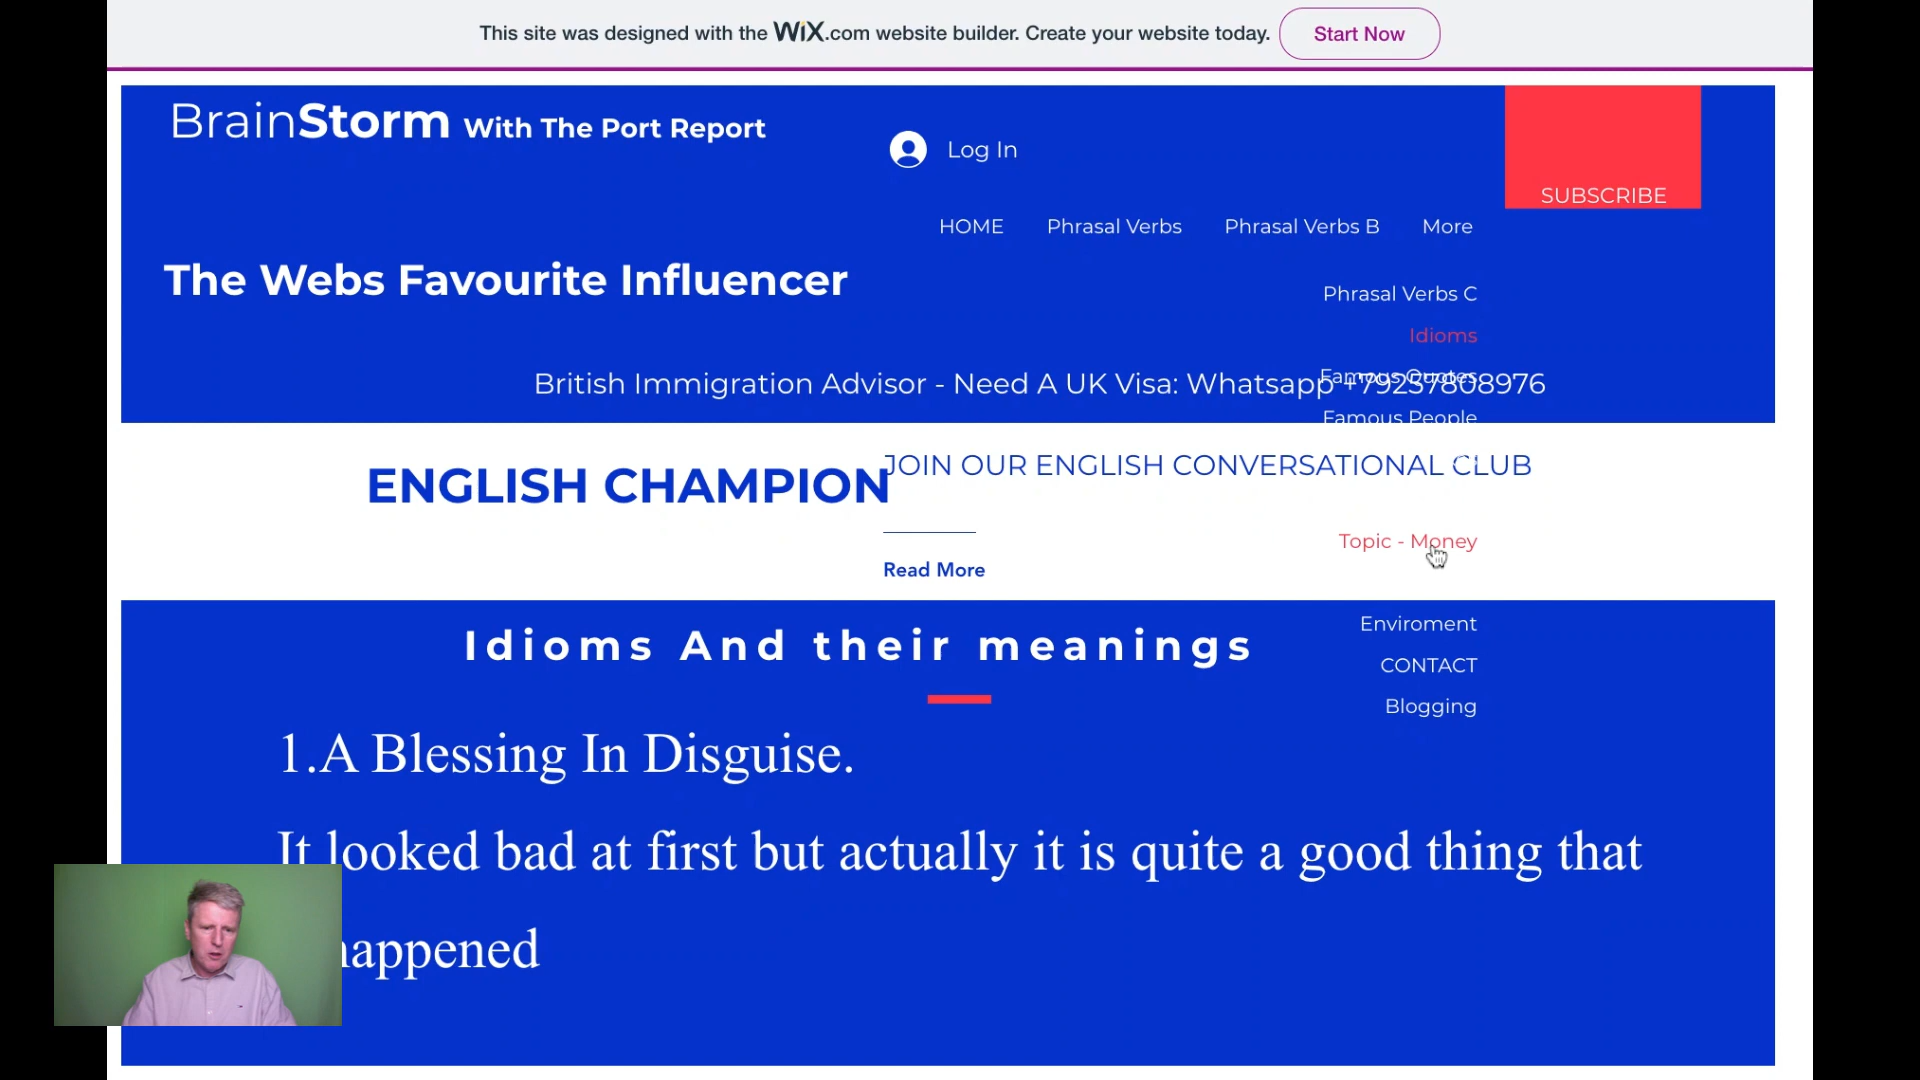 This site was designed with the WiX.com website builder. Create your website today. Start Now
BrainStorm With The Port Report
Log In
SUBSCRIBE
HOME Phrasal Verbs Phrasal Verbs B More
The Webs Favourite Influencer
Phrasal Verbs C
Idioms
Famous Quotes
British Immigration Advisor - Need A UK Visa: Whatsapp +79237808976
Famous People
JOIN OUR ENGLISH CONVERSATIONAL CLUB
ENGLISH CHAMPION
Topic - Money
Read More
Enviroment
Idioms And their meanings
CONTACT
Blogging
1.A Blessing In Disguise.
It looked bad at first but actually it is quite a good thing that
happened